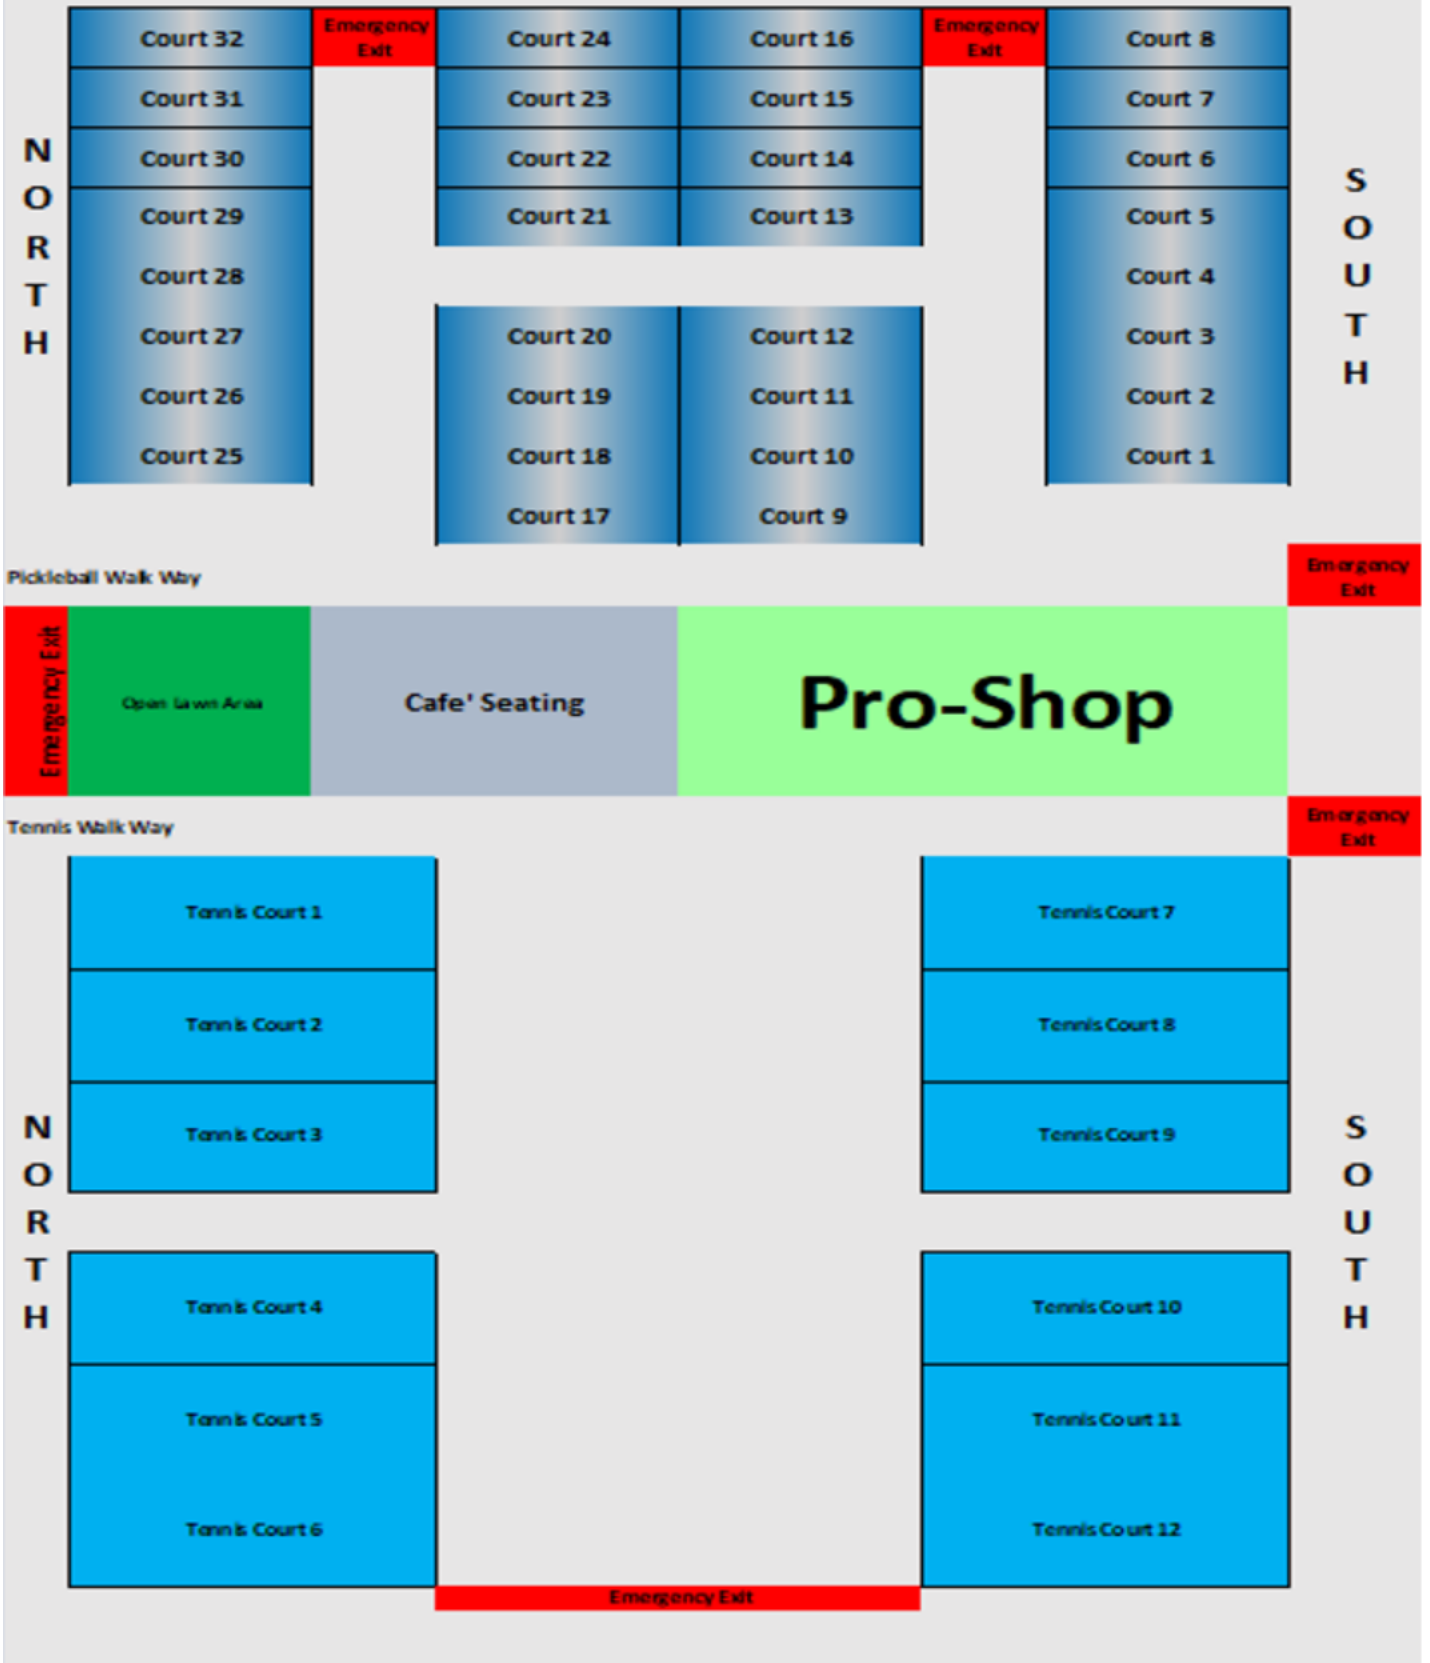 Court 32
Emergency
Exit
Court 24
Court 16
Emergency
Exit
Court 8
Court 31
Court 23
Court 15
Court 7
Court 30
Court 22
Court 14
Court 6
Court 29
Court 21
Court 13
Court 5
Court 28
Court 4
Court 27
Court 20
Court 12
Court 3
Court 26
Court 19
Court 11
Court 2
Court 25
Court 18
Court 10
Court 1
Court 17
Court 9
NORTH
SOUTH
Pickleball Walk Way
Emergency
Exit
Emergency Exit
Open Lawn Area
Cafe' Seating
Pro-Shop
Tennis Walk Way
Emergency
Exit
Tennis Court 1
Tennis Court 7
Tennis Court 2
Tennis Court 8
Tennis Court 3
Tennis Court 9
NORTH
SOUTH
Tennis Court 4
Tennis Court 10
Tennis Court 5
Tennis Court 11
Tennis Court 6
Tennis Court 12
Emergency Exit